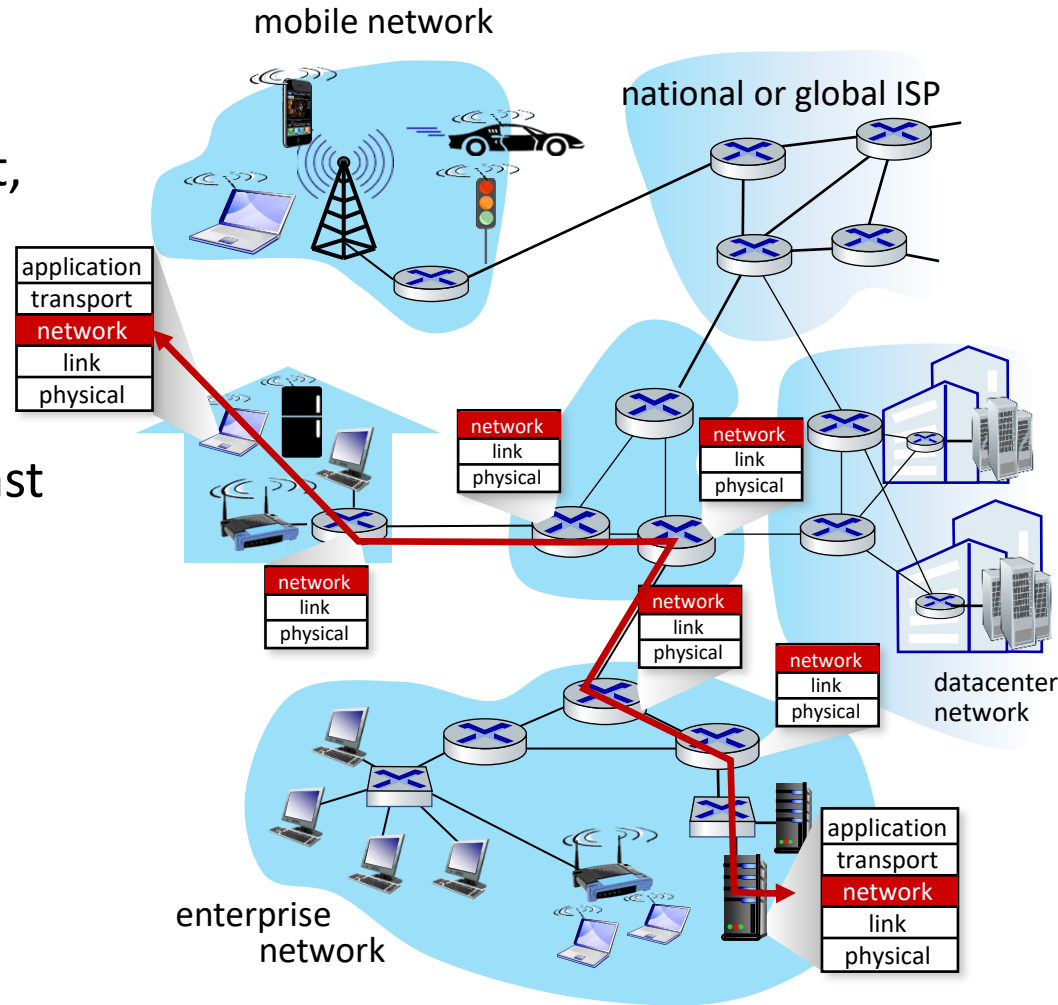 mobile network
national or global ISP
t,
application
transport
network
link
physical
network
link
physical
network
link
physical
ast
network
link
physical
network
link
physical
network
link
physical
datacenter
network
application
transport
network
link
physical
enterprise
network